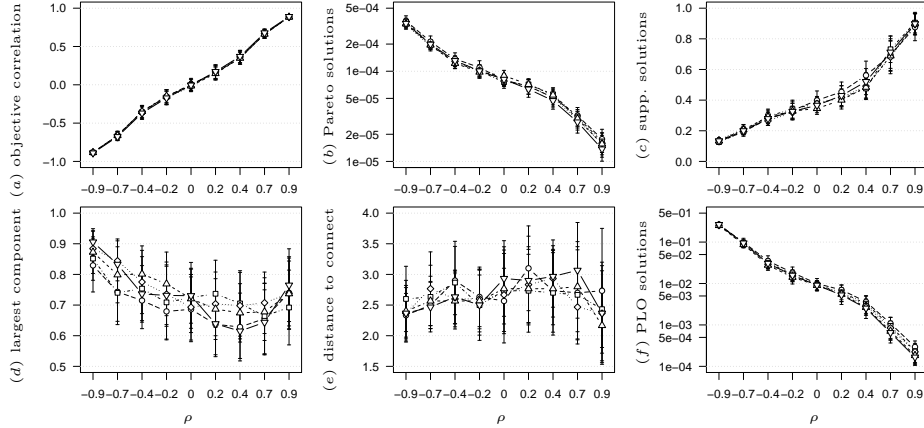 (a) objective correlation
1.0
0.5
0.0
−0.5
−1.0
−0.9 −0.7 −0.4 −0.2 0 0.2 0.4 0.7 0.9
(b) Pareto solutions
5e−04
1e−04
5e−05
1e−05
−0.9 −0.7 −0.4 −0.2 0 0.2 0.4 0.7 0.9
(c) supp. solutions
1.0
0.8
0.6
0.4
0.2
0.0
−0.9 −0.7 −0.4 −0.2 0 0.2 0.4 0.7 0.9
(d) largest component
1.0
0.9
0.8
0.7
0.6
0.5
−0.9 −0.7 −0.4 −0.2 0 0.2 0.4 0.7 0.9
ρ
(e) distance to connect
4.0
3.5
3.0
2.5
2.0
1.5
−0.9 −0.7 −0.4 −0.2 0 0.2 0.4 0.7 0.9
ρ
(f) PLO solutions
5e−01
1e−01
5e−02
1e−02
5e−03
1e−03
5e−04
1e−04
−0.9 −0.7 −0.4 −0.2 0 0.2 0.4 0.7 0.9
ρ